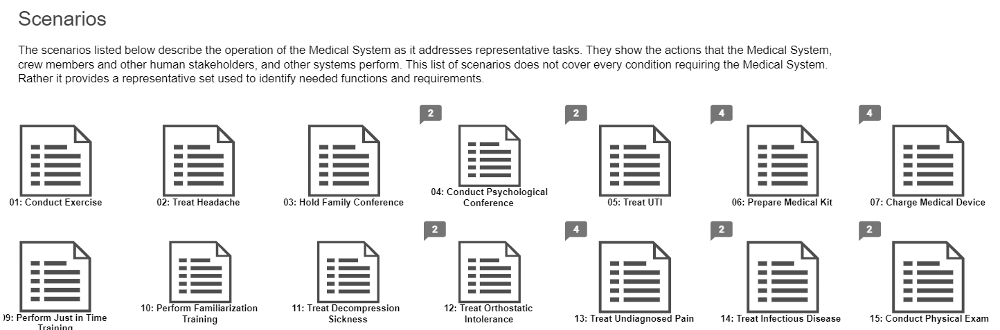 Scenarios
The scenarios listed below describe the operation of the Medical System as it addresses representative tasks. They show the actions that the Medical System,
crew members and other human stakeholders, and other systems perform. This list of scenarios does not cover every condition requiring the Medical System.
Rather it provides a representative set used to identify needed functions and requirements.
2
2
4
4
01: Conduct Exercise
02: Treat Headache
03: Hold Family Conference
04: Conduct Psychological
Conference
05: Treat UTI
06: Prepare Medical Kit
07: Charge Medical Device
2
4
2
2
9: Perform Just in Time
Training
10: Perform Familiarization
Training
11: Treat Decompression
Sickness
12: Treat Orthostatic
Intolerance
13: Treat Undiagnosed Pain
14: Treat Infectious Disease
15: Conduct Physical Exam